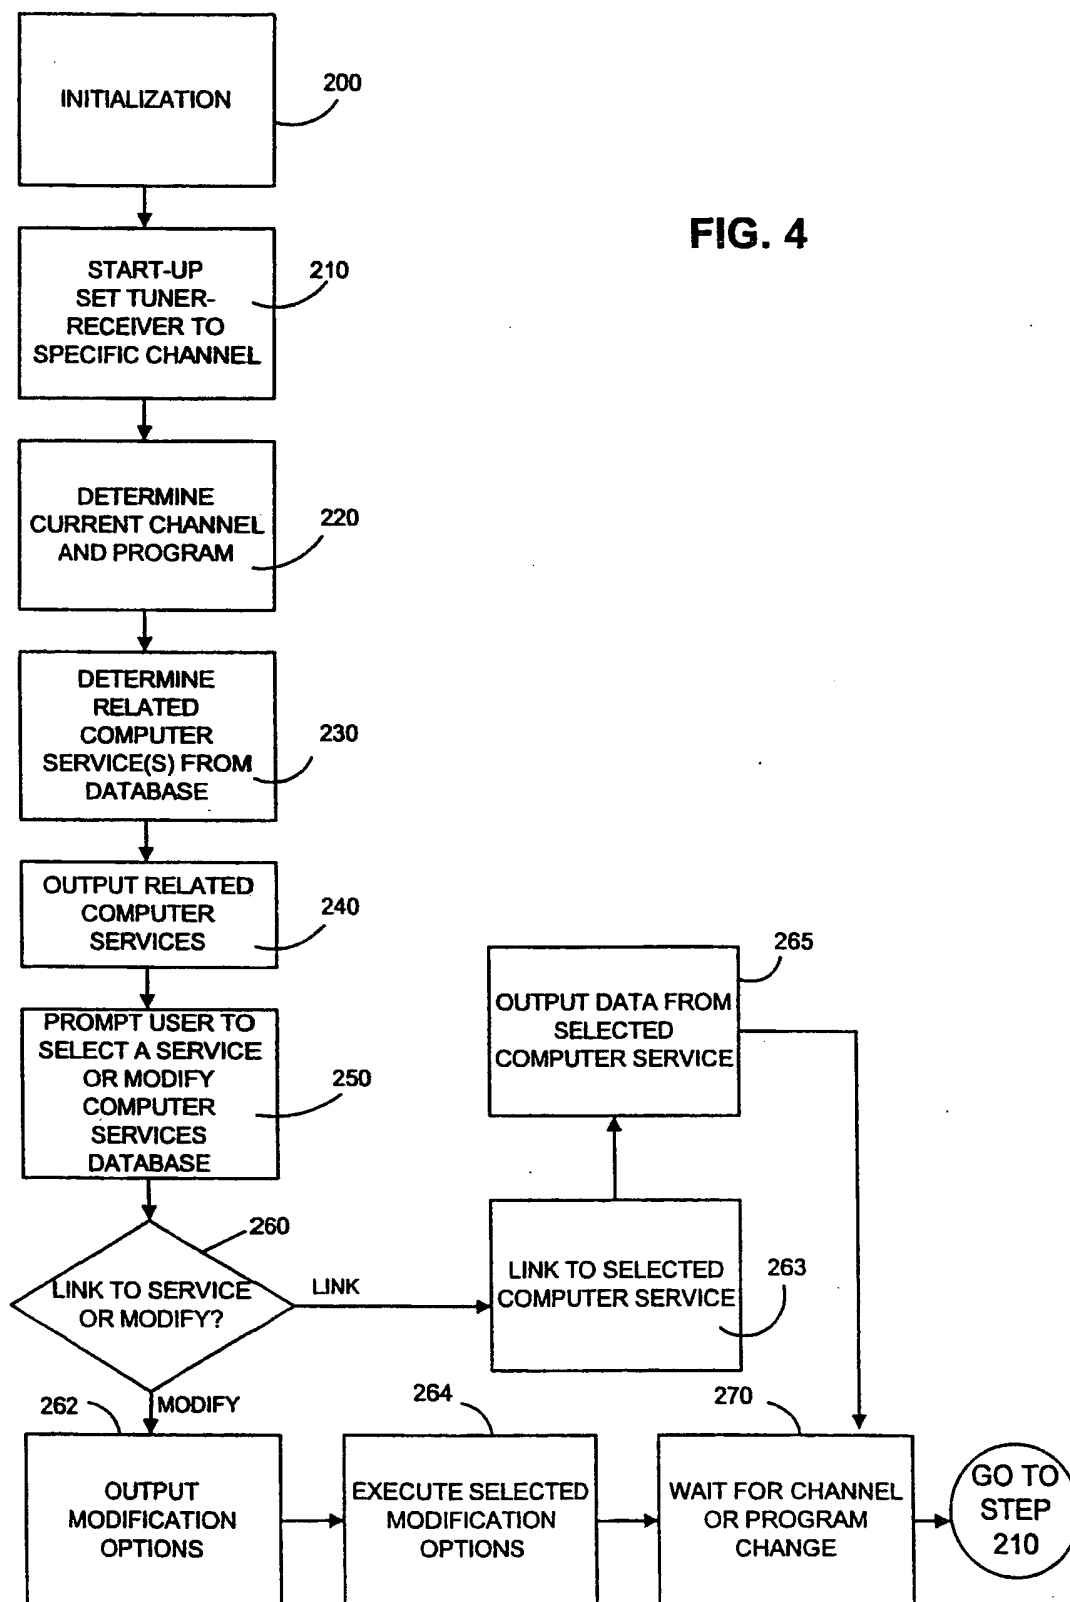 INITIALIZATION
200
FIG. 4
START-UP
SET TUNER-
RECEIVER TO
SPECIFIC CHANNEL
210
DETERMINE
CURRENT CHANNEL
AND PROGRAM
220
DETERMINE
RELATED
COMPUTER
SERVICE(S) FROM
DATABASE
230
OUTPUT RELATED
COMPUTER
SERVICES
240
PROMPT USER TO
SELECT A SERVICE
OR MODIFY
COMPUTER
SERVICES
DATABASE
250
265
OUTPUT DATA FROM
SELECTED
COMPUTER SERVICE
260
LINK TO SERVICE
OR MODIFY?
LINK
LINK TO SELECTED
COMPUTER SERVICE
263
MODIFY
262
OUTPUT
MODIFICATION
OPTIONS
264
EXECUTE SELECTED
MODIFICATION
OPTIONS
270
WAIT FOR CHANNEL
OR PROGRAM
CHANGE
GO TO
STEP
210